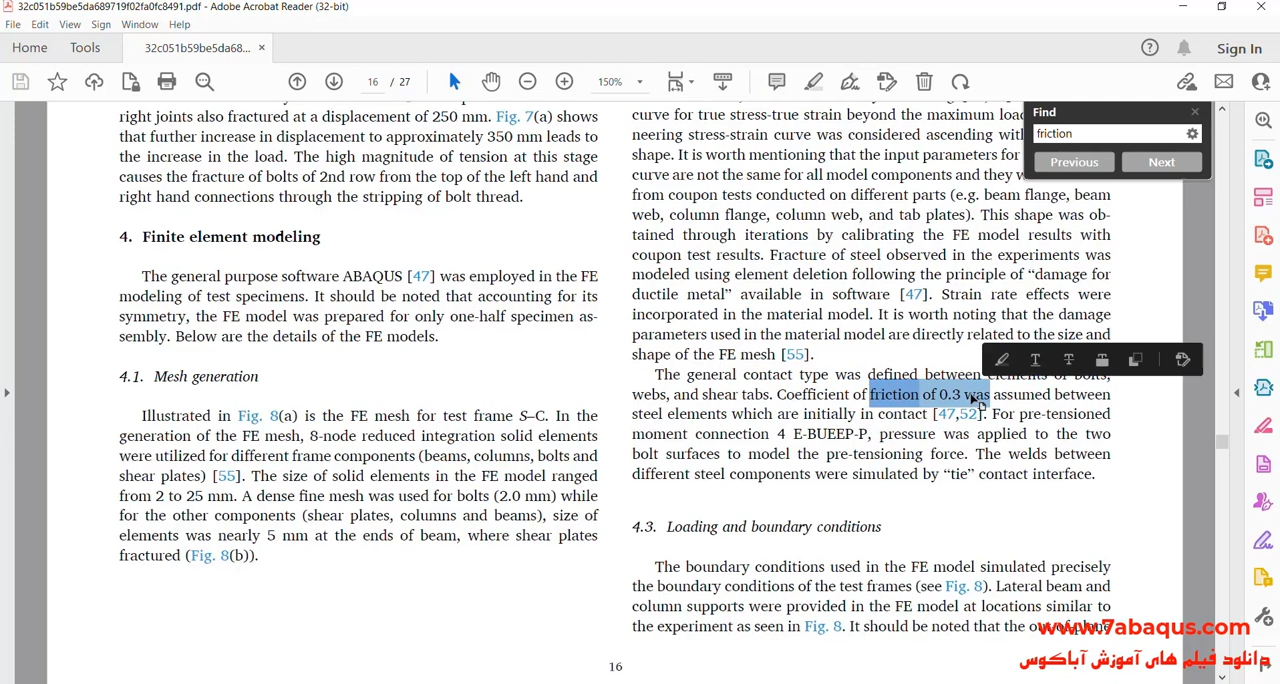 32c051b59be5da689719f02fa0fc8491.pdf - Adobe Acrobat Reader (32-bit)
File Edit View Sign Window Help
Home Tools 32c051b59be5da68... × Sign In
16 / 27 150%
right joints also fractured at a displacement of 250 mm. Fig. 7(a) shows
that further increase in displacement to approximately 350 mm leads to
the increase in the load. The high magnitude of tension at this stage
causes the fracture of bolts of 2nd row from the top of the left hand and
right hand connections through the stripping of bolt thread.
4. Finite element modeling
The general purpose software ABAQUS [47] was employed in the FE
modeling of test specimens. It should be noted that accounting for its
symmetry, the FE model was prepared for only one-half specimen as-
sembly. Below are the details of the FE models.
4.1. Mesh generation
Illustrated in Fig. 8(a) is the FE mesh for test frame S–C. In the
generation of the FE mesh, 8-node reduced integration solid elements
were utilized for different frame components (beams, columns, bolts and
shear plates) [55]. The size of solid elements in the FE model ranged
from 2 to 25 mm. A dense fine mesh was used for bolts (2.0 mm) while
for the other components (shear plates, columns and beams), size of
elements was nearly 5 mm at the ends of beam, where shear plates
fractured (Fig. 8(b)).
curve for true stress-true strain beyond the maximum load
neering stress-strain curve was considered ascending with
shape. It is worth mentioning that the input parameters for
curve are not the same for all model components and they w
from coupon tests conducted on different parts (e.g. beam flange, beam
web, column flange, column web, and tab plates). This shape was ob-
tained through iterations by calibrating the FE model results with
coupon test results. Fracture of steel observed in the experiments was
modeled using element deletion following the principle of “damage for
ductile metal” available in software [47]. Strain rate effects were
incorporated in the material model. It is worth noting that the damage
parameters used in the material model are directly related to the size and
shape of the FE mesh [55].
The general contact type was defined between elements of bolts,
webs, and shear tabs. Coefficient of friction of 0.3 was assumed between
steel elements which are initially in contact [47,52]. For pre-tensioned
moment connection 4 E-BUEEP-P, pressure was applied to the two
bolt surfaces to model the pre-tensioning force. The welds between
different steel components were simulated by “tie” contact interface.
4.3. Loading and boundary conditions
The boundary conditions used in the FE model simulated precisely
the boundary conditions of the test frames (see Fig. 8). Lateral beam and
column supports were provided in the FE model at locations similar to
the experiment as seen in Fig. 8. It should be noted that the out-of-plane
16
Find
friction
Previous Next
www.7abaqus.com
دانلود فیلم های آموزش آباکوس